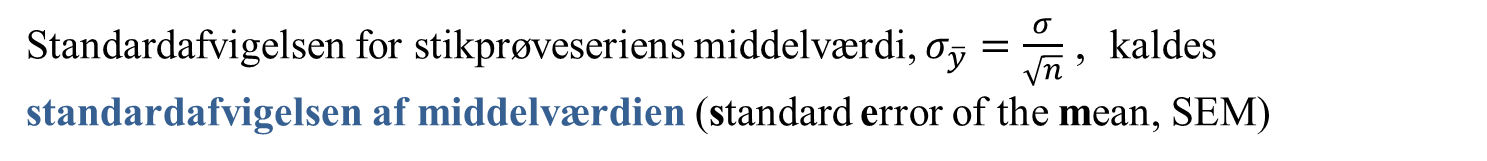 Standardafvigelsen for stikprøveseriens middelværdi, σ_ȳ = σ/√n , kaldes
standardafvigelsen af middelværdien (standard error of the mean, SEM)